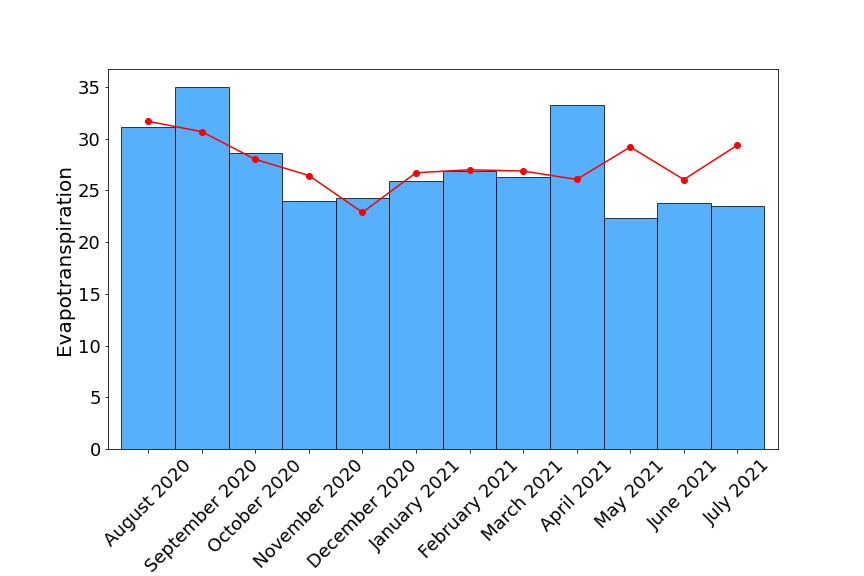 35
30
25
20
15
10
5
0
Evapotranspiration
August 2020
September 2020
October 2020
November 2020
December 2020
January 2021
February 2021
March 2021
April 2021
May 2021
June 2021
July 2021